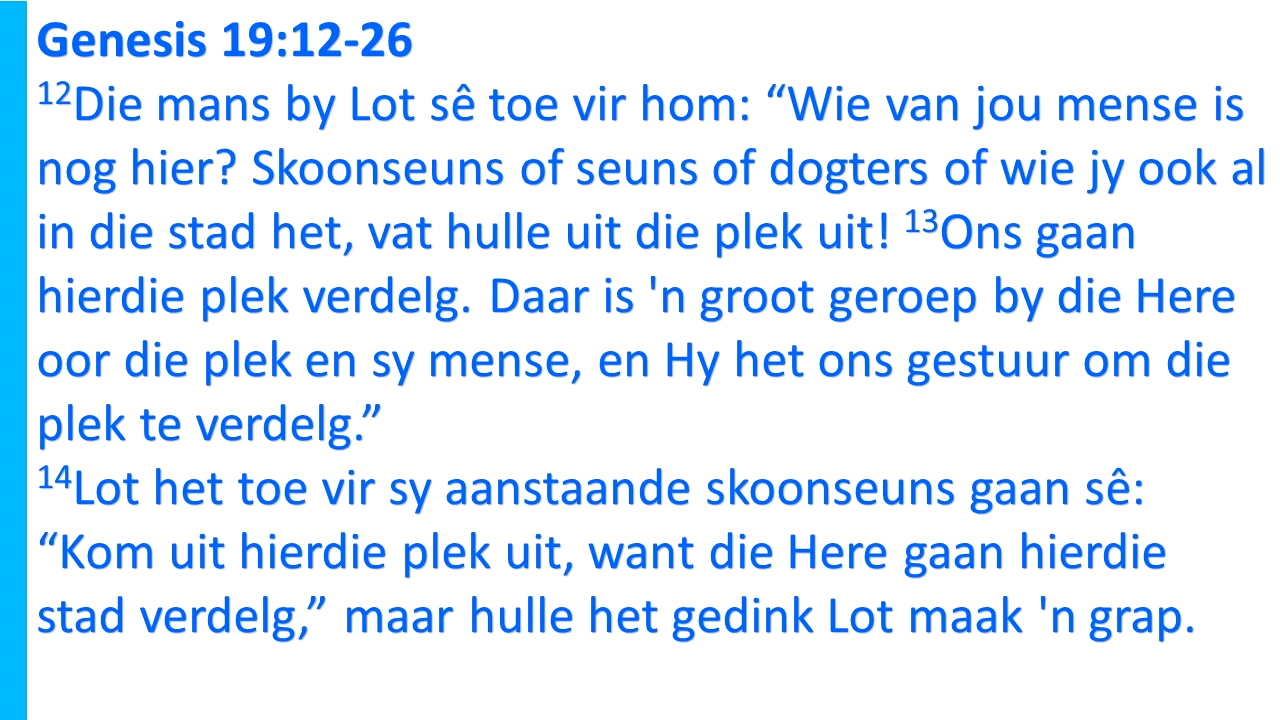 Genesis 19:12-26
¹²Die mans by Lot sê toe vir hom: “Wie van jou mense is
nog hier? Skoonseuns of seuns of dogters of wie jy ook al
in die stad het, vat hulle uit die plek uit! ¹³Ons gaan
hierdie plek verdelg. Daar is 'n groot geroep by die Here
oor die plek en sy mense, en Hy het ons gestuur om die
plek te verdelg.”
¹⁴Lot het toe vir sy aanstaande skoonseuns gaan sê:
“Kom uit hierdie plek uit, want die Here gaan hierdie
stad verdelg,” maar hulle het gedink Lot maak 'n grap.